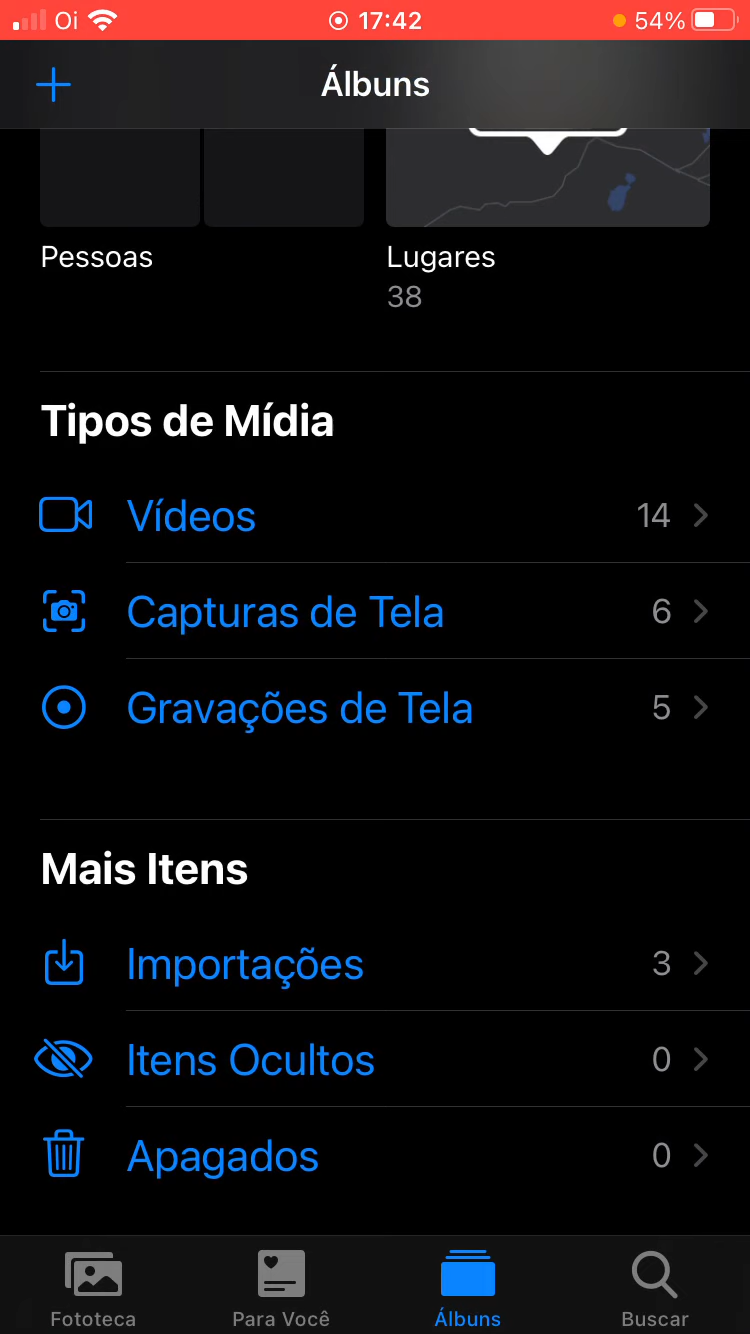 Oi 17:42 54%
Álbuns
Pessoas Lugares
38
Tipos de Mídia
Vídeos 14
Capturas de Tela 6
Gravações de Tela 5
Mais Itens
Importações 3
Itens Ocultos 0
Apagados 0
Fototeca Para Você Álbuns Buscar